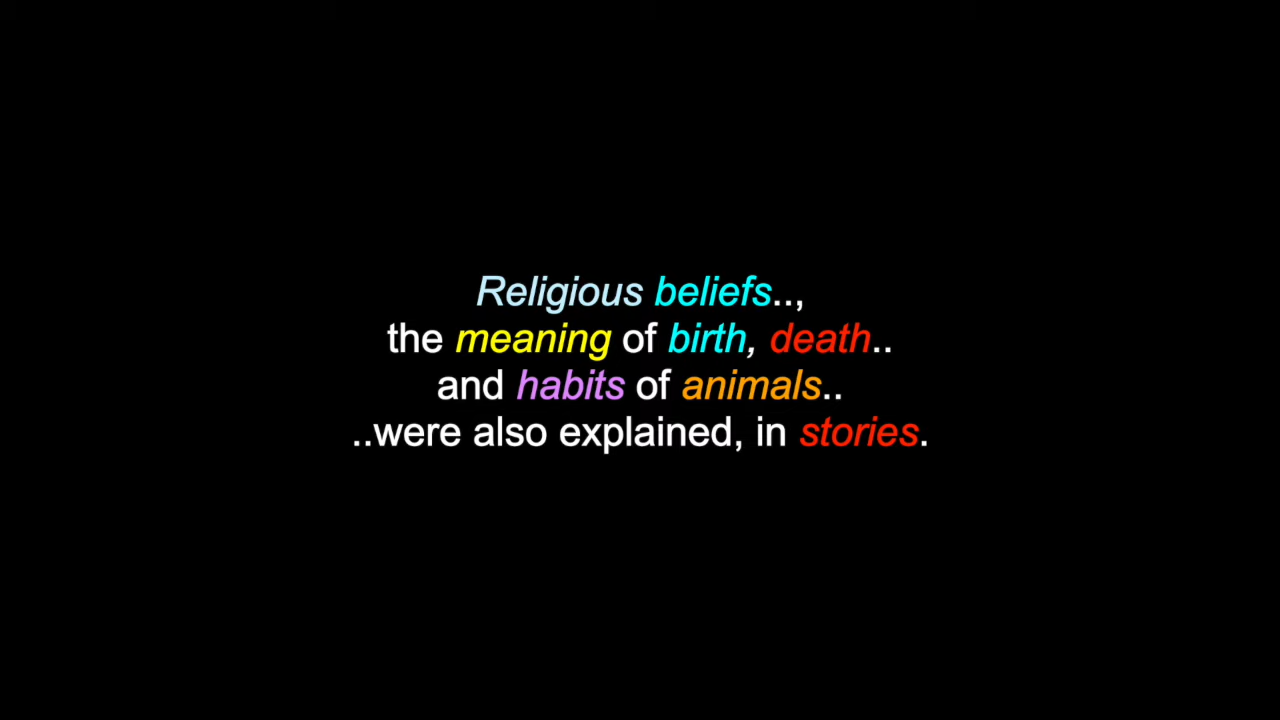 Religious beliefs..,
the meaning of birth, death..
and habits of animals..
..were also explained, in stories.